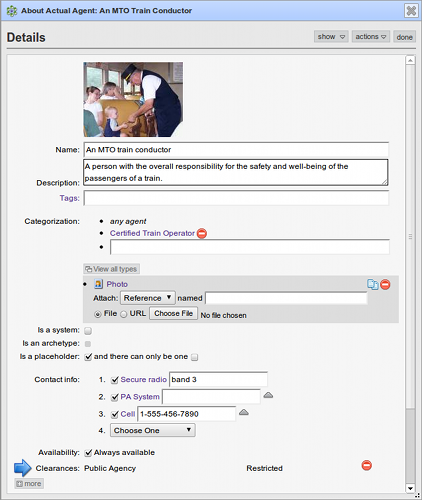 About Actual Agent: An MTO Train Conductor
Details
show
actions
done
Name: An MTO train conductor
Description: A person with the overall responsibility for the safety and well-being of the
passengers of a train.
Tags:
Categorization: • any agent
• Certified Train Operator
•
View all types
• Photo
Attach: Reference named
File URL Choose File No file chosen
Is a system:
Is an archetype:
Is a placeholder: and there can only be one
Contact info: 1. Secure radio band 3
2. PA System
3. Cell 1-555-456-7890
4. Choose One
Availability: Always available
Clearances: Public Agency Restricted
more